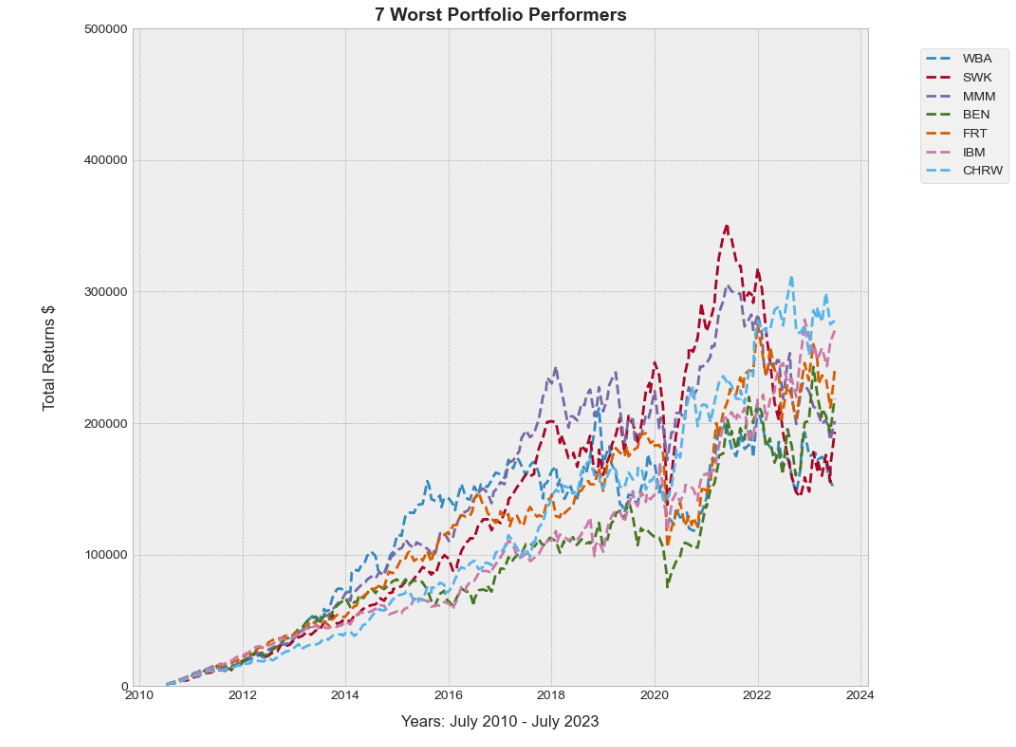 7 Worst Portfolio Performers
500000
400000
300000
200000
100000
0
Total Returns $
2010 2012 2014 2016 2018 2020 2022 2024
Years: July 2010 - July 2023
WBA
SWK
MMM
BEN
FRT
IBM
CHRW